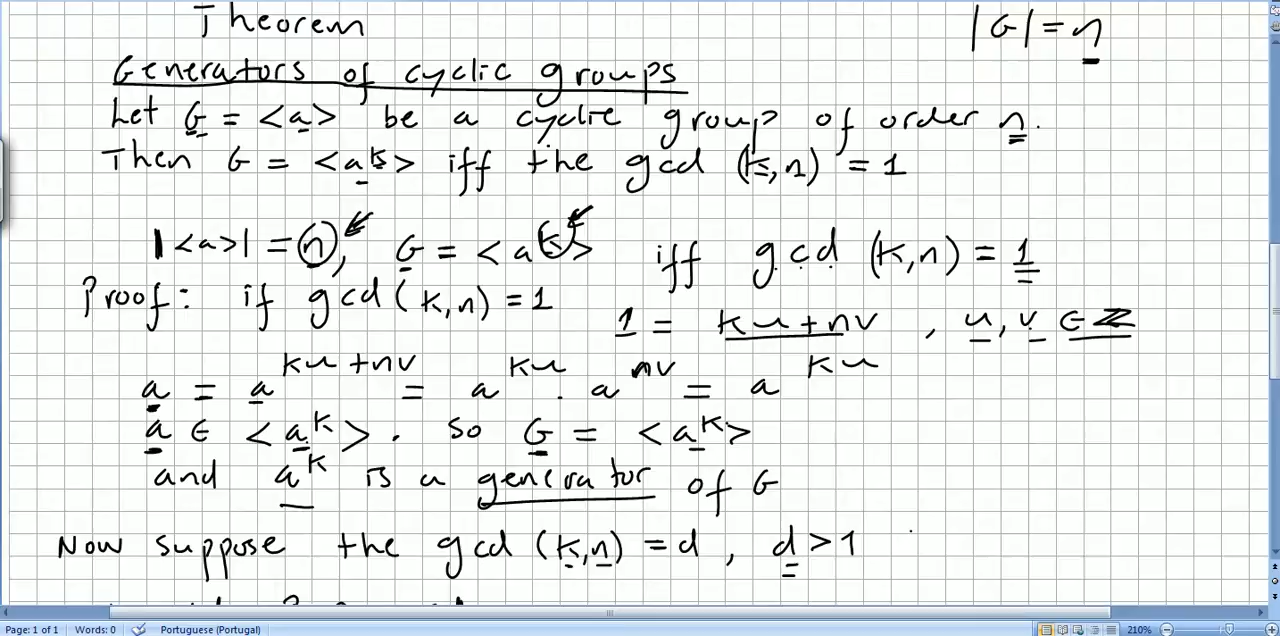 Theorem
|G| = n
Generators of cyclic groups
Let G = <a> be a cyclic group of order n.
Then G = <a^k> iff the gcd (k,n) = 1
|<a>| = n, G = <a^k> iff gcd (k,n) = 1
Proof: if gcd (k,n) = 1
1 = ku + nv , u, v ∈ ℤ
a = a^{ku + nv} = a^{ku} . a^{nv} = a^{ku}
a ∈ <a^k> . so G = <a^k>
and a^k is a generator of G
Now suppose the gcd (k,n) = d , d > 1
Page: 1 of 1 Words: 0 Portuguese (Portugal) 210%